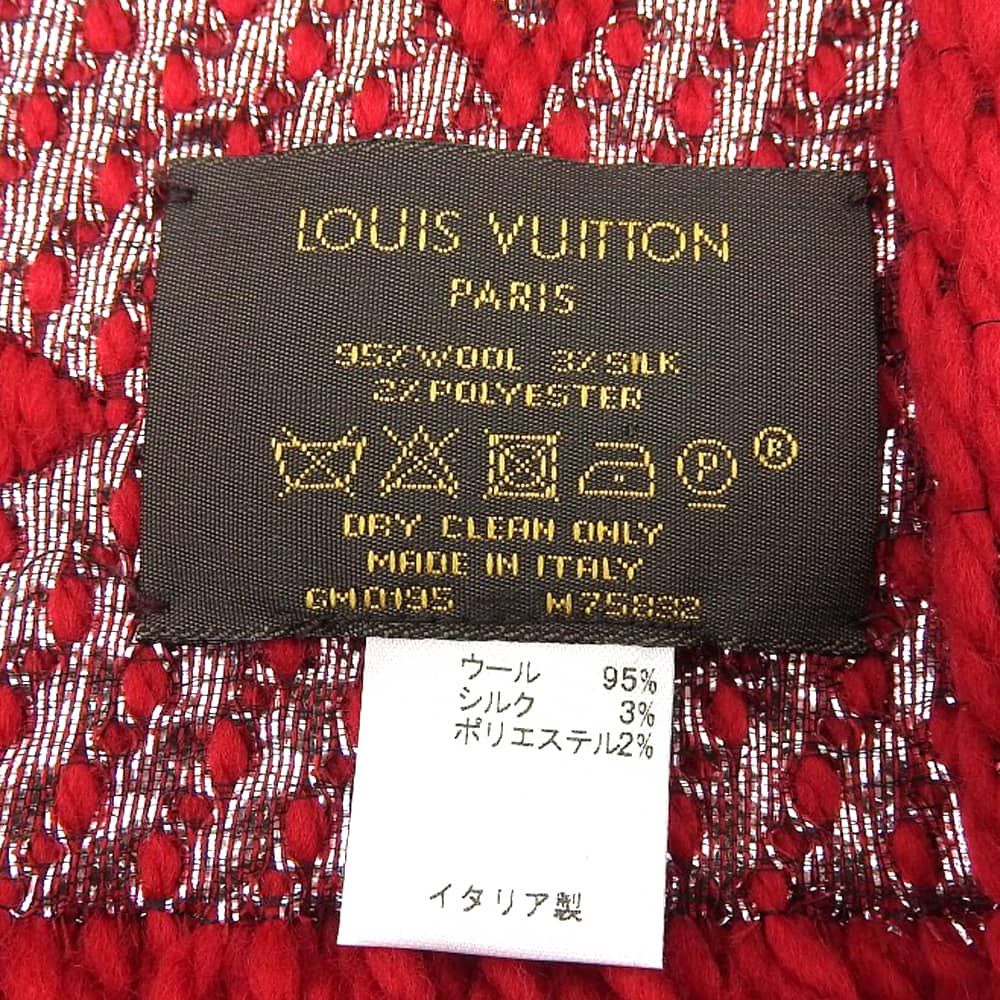 LOUIS VUITTON
PARIS
95% WOOL 3% SILK
2% POLYESTER
P ®
DRY CLEAN ONLY
MADE IN ITALY
GM0195
ウール 95%
シルク 3%
ポリエステル2%
イタリア製